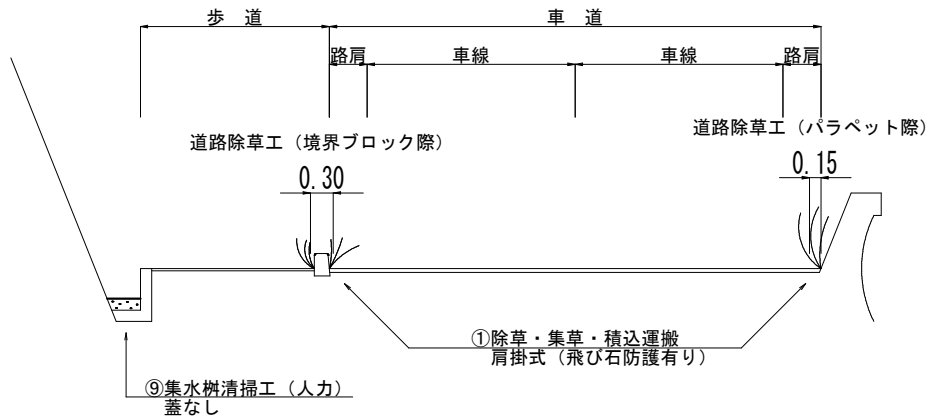 歩 道
車 道
路肩
車線
車線
路肩
道路除草工（境界ブロック際）
道路除草工（パラペット際）
0.30
0.15
①除草・集草・積込運搬
肩掛式（飛び石防護有り）
⑨集水桝清掃工（人力）
蓋なし